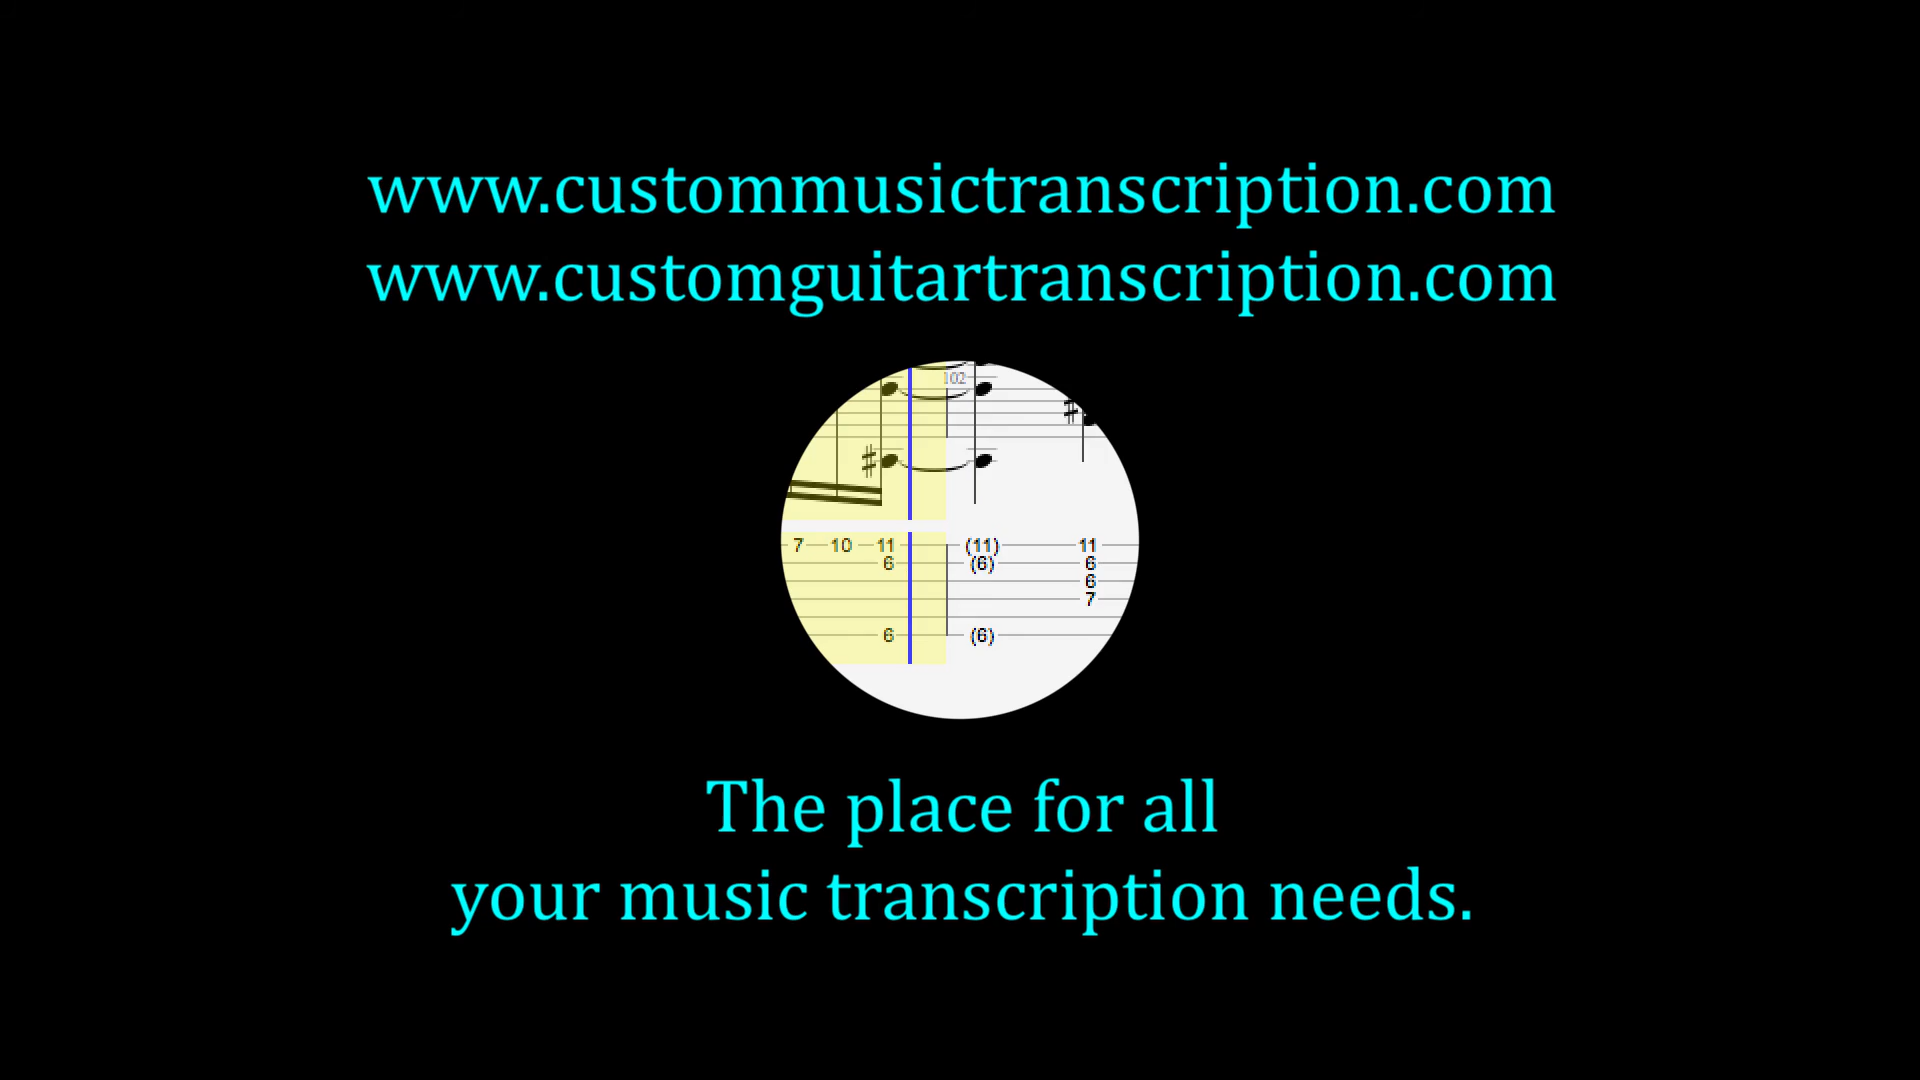 www.custommusictranscription.com
www.customguitartranscription.com
102
7 10 11 (11) 11
6 (6) 6
6
7
6 (6)
The place for all
your music transcription needs.